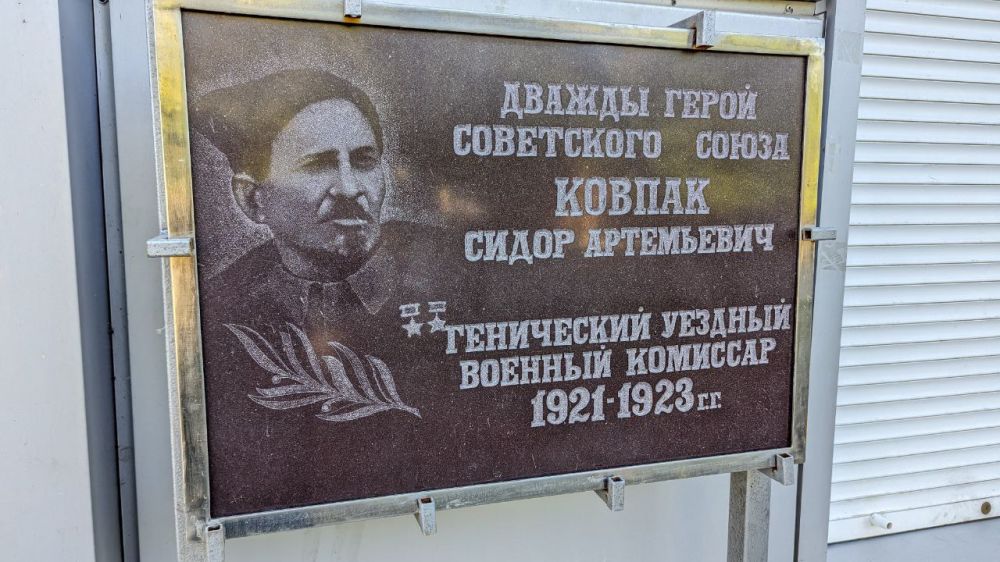 ДВАЖДЫ ГЕРОЙ
СОВЕТСКОГО СОЮЗА
КОВПАК
СИДОР АРТЕМЬЕВИЧ
ГЕНИЧЕСКИЙ УЕЗДНЫЙ
ВОЕННЫЙ КОМИССАР
1921-1923 г.г.